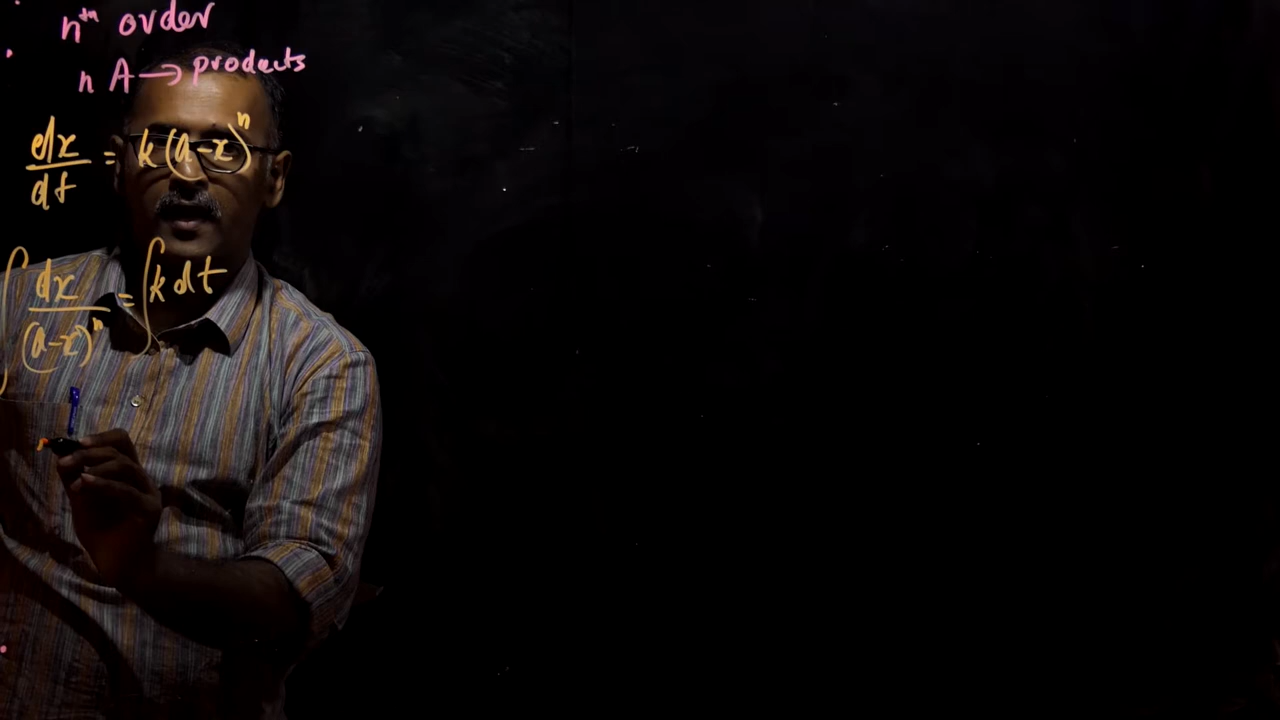 nᵗʰ order
n A → products
dx/dt = k(a-x)ⁿ
∫ dx/(a-x)ⁿ = ∫ k dt